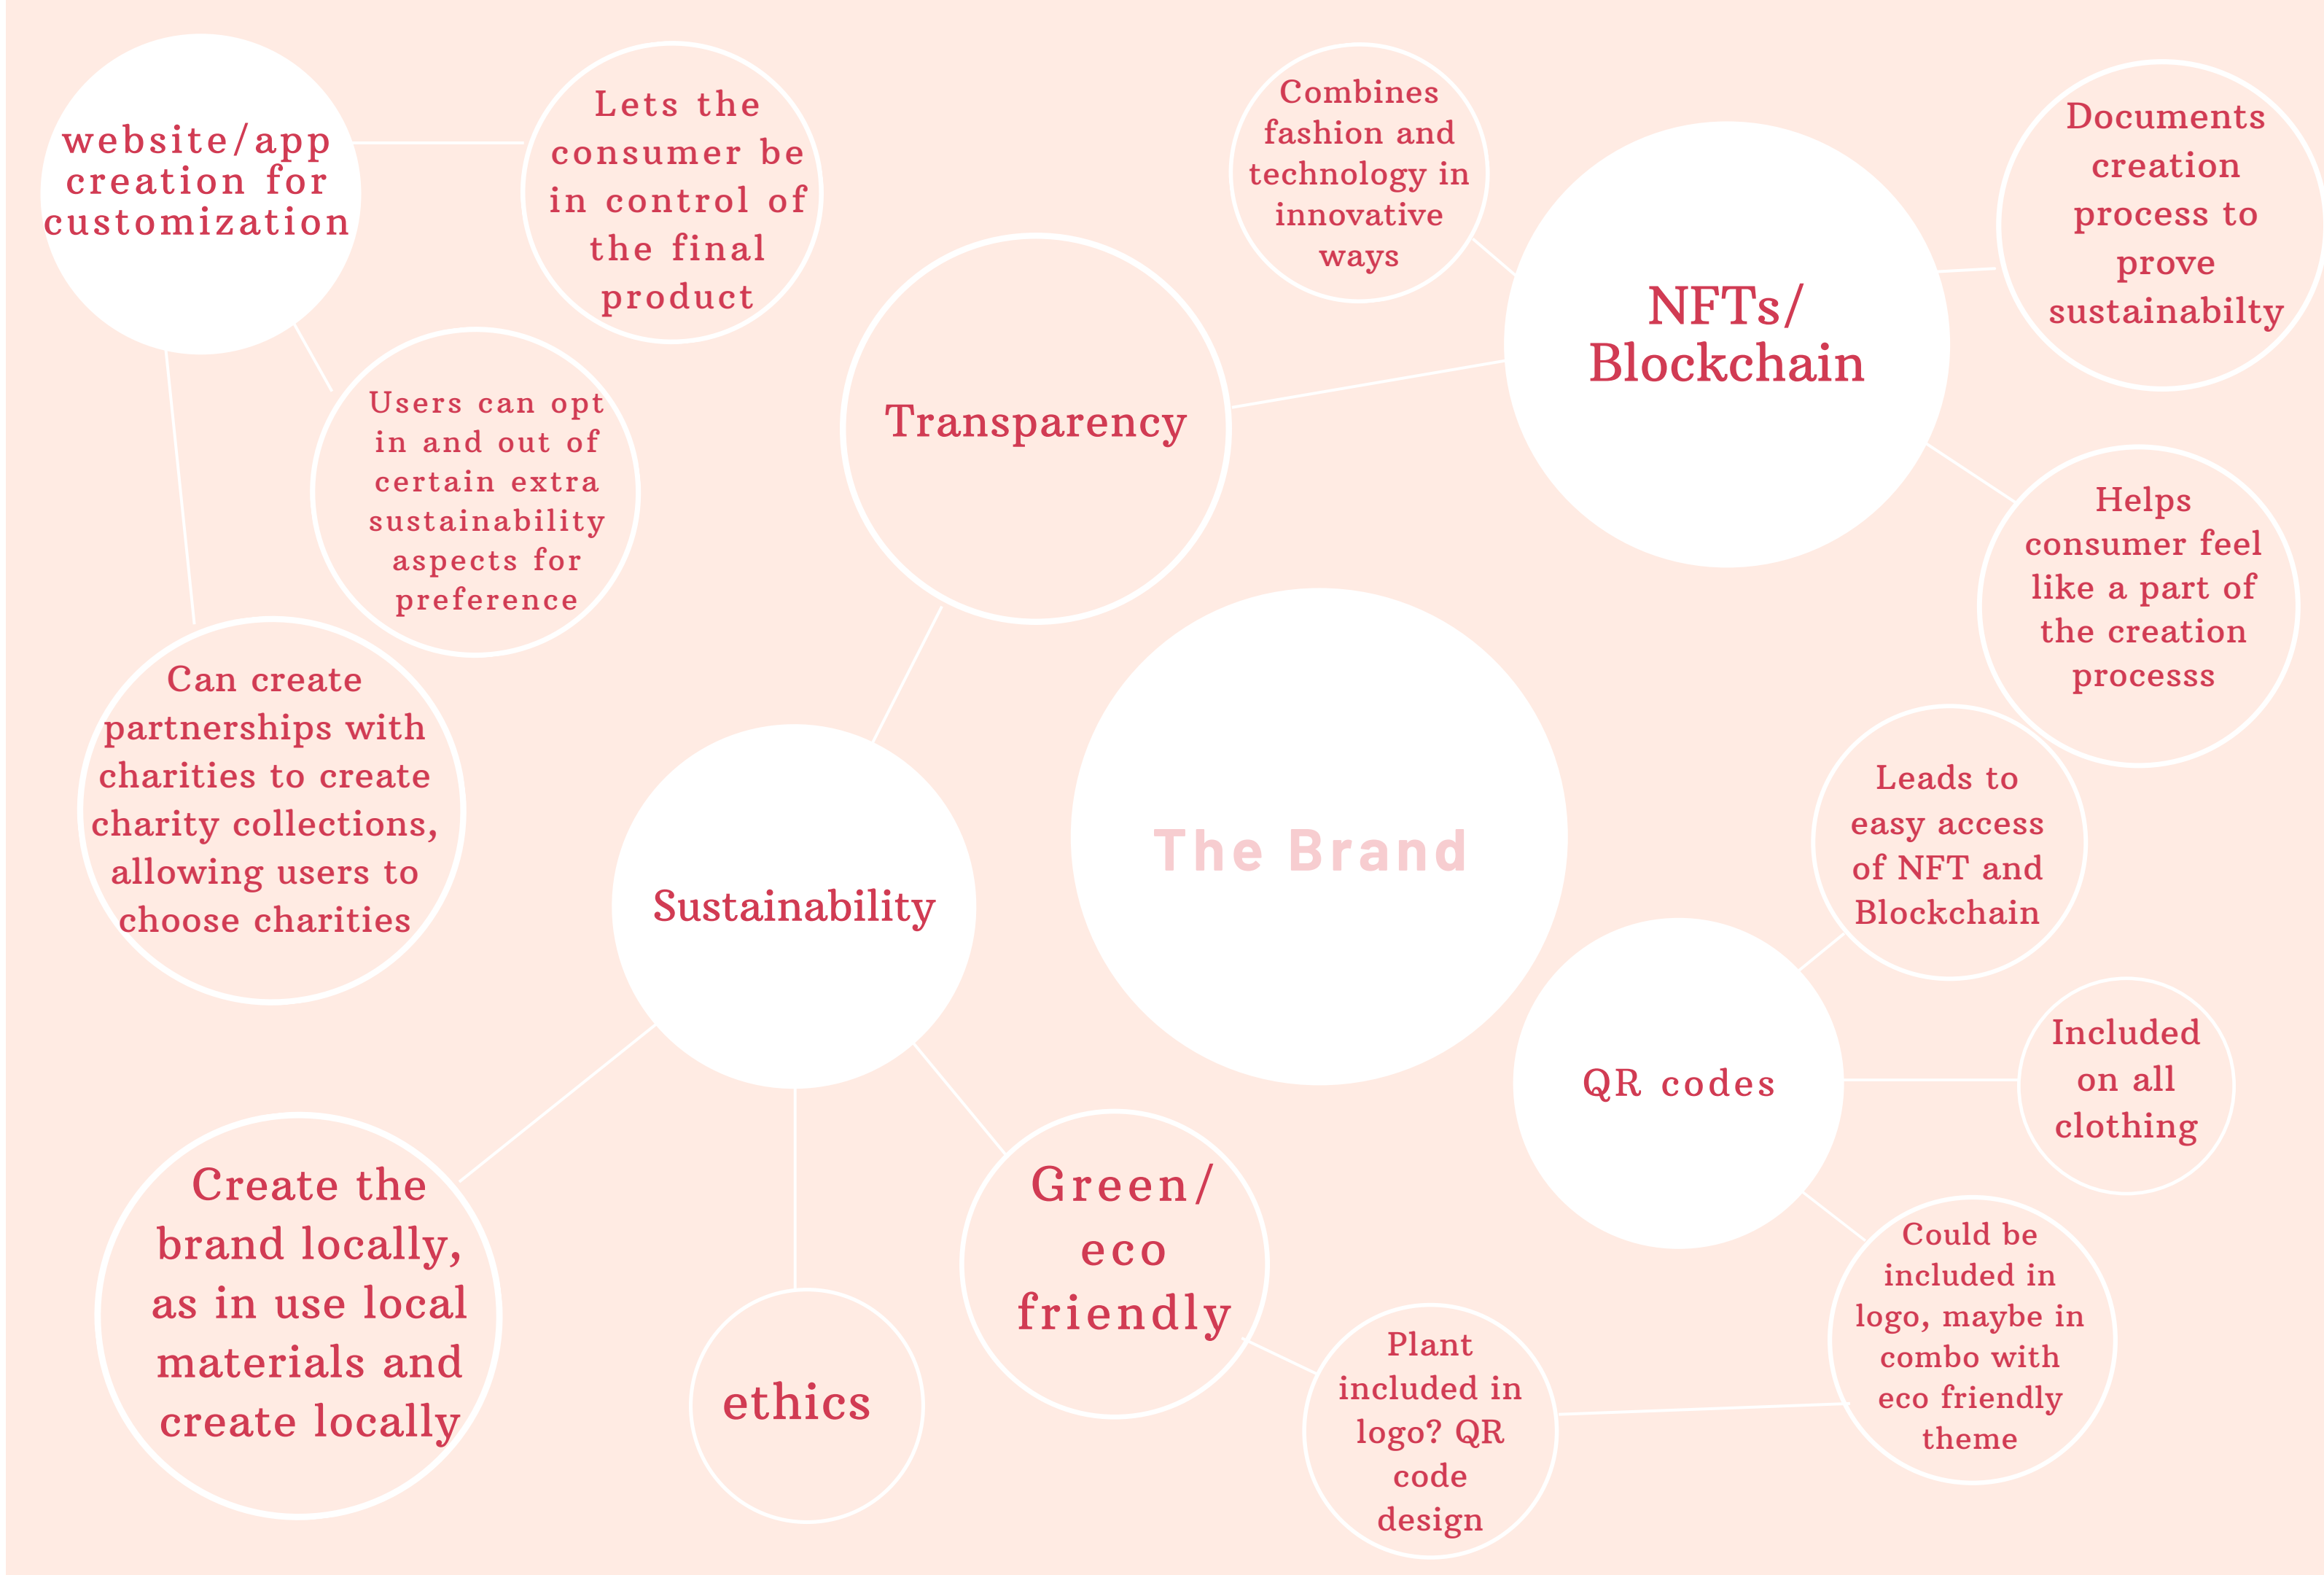 website/app
creation for
customization
Lets the
consumer be
in control of
the final
product
Users can opt
in and out of
certain extra
sustainability
aspects for
preference
Can create
partnerships with
charities to create
charity collections,
allowing users to
choose charities
Transparency
Combines
fashion and
technology in
innovative
ways
NFTs/
Blockchain
Documents
creation
process to
prove
sustainabilty
Helps
consumer feel
like a part of
the creation
processs
The Brand
Sustainability
Leads to
easy access
of NFT and
Blockchain
QR codes
Included
on all
clothing
Could be
included in
logo, maybe in
combo with
eco friendly
theme
Create the
brand locally,
as in use local
materials and
create locally
ethics
Green/
eco
friendly
Plant
included in
logo? QR
code
design